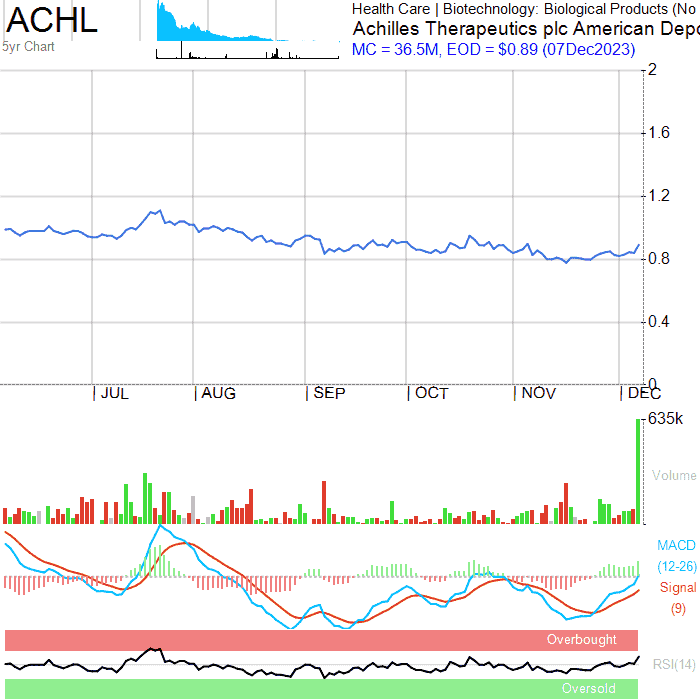 ACHL
5yr Chart
Health Care | Biotechnology: Biological Products (No
Achilles Therapeutics plc American Depo
MC = 36.5M, EOD = $0.89 (07Dec2023)
2
1.6
1.2
0.8
0.4
0
JUL AUG SEP OCT NOV DEC
635k
Volume
MACD
(12-26)
Signal
(9)
Overbought
RSI(14)
Oversold